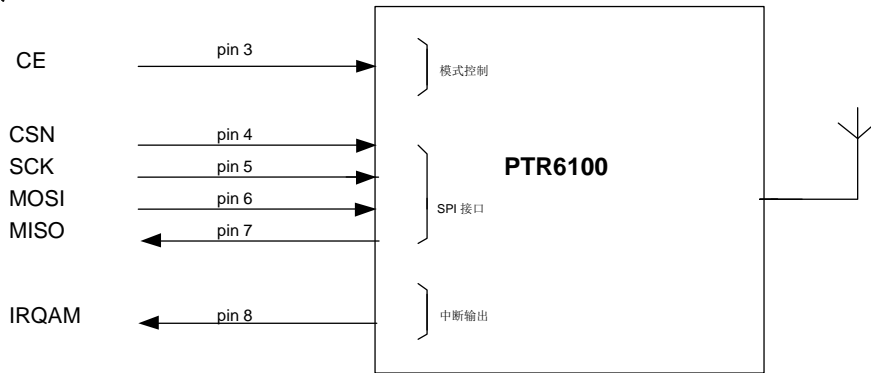 CE
pin 3
模式控制
CSN
pin 4
SCK
pin 5
PTR6100
MOSI
pin 6
SPI 接口
MISO
pin 7
IRQAM
pin 8
中断输出